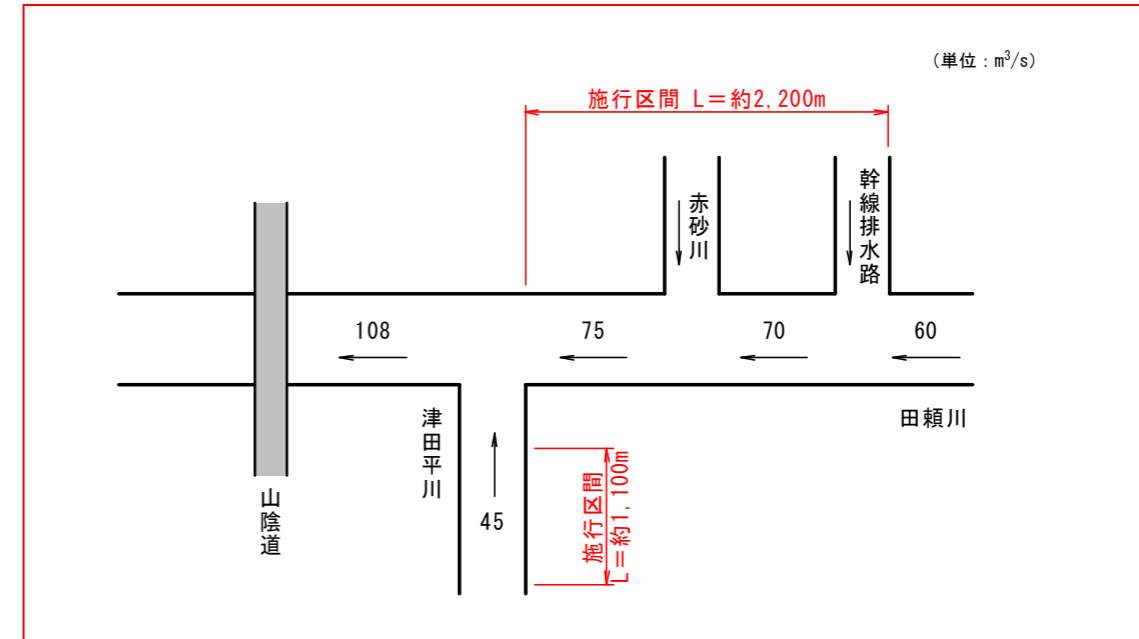 （単位：m³/s）
施行区間 L＝約2,200m
赤砂川
幹線排水路
108
75
70
60
津田平川
田頼川
45
施行区間
L＝約1,100m
山陰道